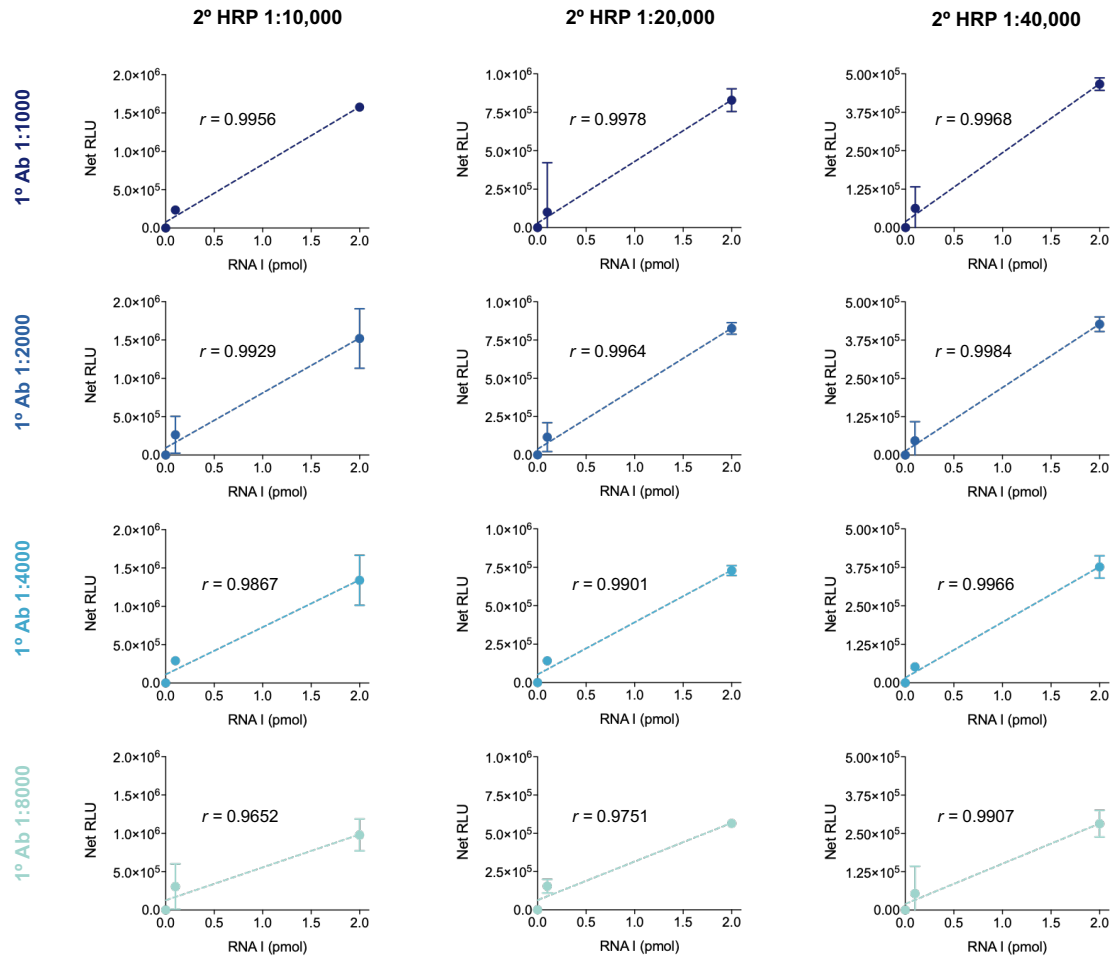 2º HRP 1:10,000 2º HRP 1:20,000 2º HRP 1:40,000
1º Ab 1:1000
Net RLU
2.0×10⁶
1.5×10⁶
1.0×10⁶
5.0×10⁵
0.0
r = 0.9956
0.0 0.5 1.0 1.5 2.0
RNA I (pmol)
Net RLU
1.0×10⁶
7.5×10⁵
5.0×10⁵
2.5×10⁵
0.0
r = 0.9978
0.0 0.5 1.0 1.5 2.0
RNA I (pmol)
Net RLU
5.00×10⁵
3.75×10⁵
2.50×10⁵
1.25×10⁵
0.00
r = 0.9968
0.0 0.5 1.0 1.5 2.0
RNA I (pmol)
1º Ab 1:2000
Net RLU
2.0×10⁶
1.5×10⁶
1.0×10⁶
5.0×10⁵
0.0
r = 0.9929
0.0 0.5 1.0 1.5 2.0
RNA I (pmol)
Net RLU
1.0×10⁶
7.5×10⁵
5.0×10⁵
2.5×10⁵
0.0
r = 0.9964
0.0 0.5 1.0 1.5 2.0
RNA I (pmol)
Net RLU
5.00×10⁵
3.75×10⁵
2.50×10⁵
1.25×10⁵
0.00
r = 0.9984
0.0 0.5 1.0 1.5 2.0
RNA I (pmol)
1º Ab 1:4000
Net RLU
2.0×10⁶
1.5×10⁶
1.0×10⁶
5.0×10⁵
0.0
r = 0.9867
0.0 0.5 1.0 1.5 2.0
RNA I (pmol)
Net RLU
1.0×10⁶
7.5×10⁵
5.0×10⁵
2.5×10⁵
0.0
r = 0.9901
0.0 0.5 1.0 1.5 2.0
RNA I (pmol)
Net RLU
5.00×10⁵
3.75×10⁵
2.50×10⁵
1.25×10⁵
0.00
r = 0.9966
0.0 0.5 1.0 1.5 2.0
RNA I (pmol)
1º Ab 1:8000
Net RLU
2.0×10⁶
1.5×10⁶
1.0×10⁶
5.0×10⁵
0.0
r = 0.9652
0.0 0.5 1.0 1.5 2.0
RNA I (pmol)
Net RLU
1.0×10⁶
7.5×10⁵
5.0×10⁵
2.5×10⁵
0.0
r = 0.9751
0.0 0.5 1.0 1.5 2.0
RNA I (pmol)
Net RLU
5.00×10⁵
3.75×10⁵
2.50×10⁵
1.25×10⁵
0.00
r = 0.9907
0.0 0.5 1.0 1.5 2.0
RNA I (pmol)